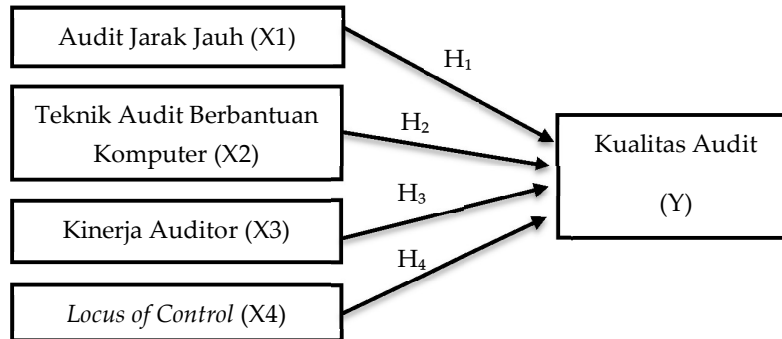 Audit Jarak Jauh (X1)
H₁
Teknik Audit Berbantuan
Komputer (X2)
H₂
Kualitas Audit
(Y)
Kinerja Auditor (X3)
H₃
Locus of Control (X4)
H₄